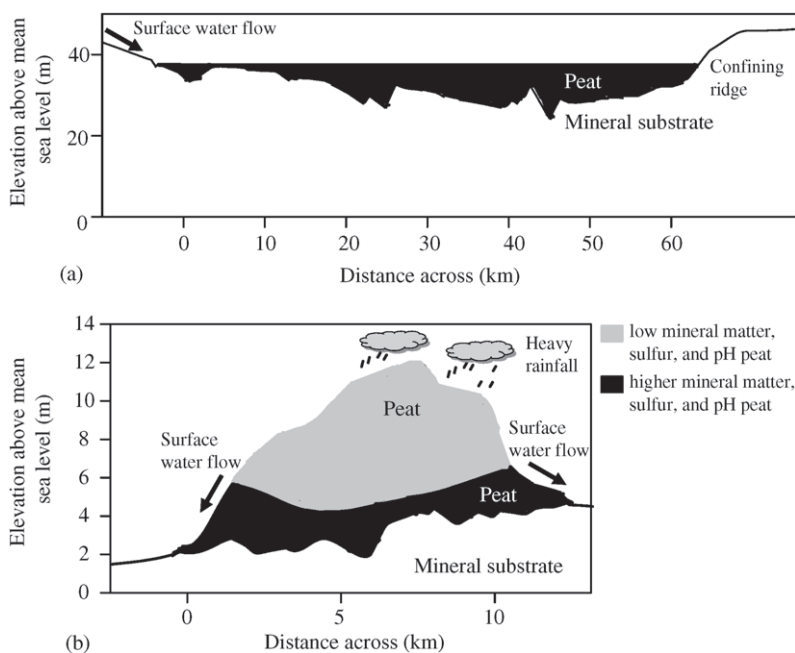 Surface water flow
Elevation above mean
sea level (m)
40
20
0
Peat
Confining
ridge
Mineral substrate
0 10 20 30 40 50 60
(a)
Distance across (km)
14
12
10
8
6
4
2
0
Elevation above mean
sea level (m)
Heavy
rainfall
low mineral matter,
sulfur, and pH peat
higher mineral matter,
sulfur, and pH peat
Peat
Surface
water flow
Surface
water flow
Peat
Mineral substrate
0 5 10
(b)
Distance across (km)